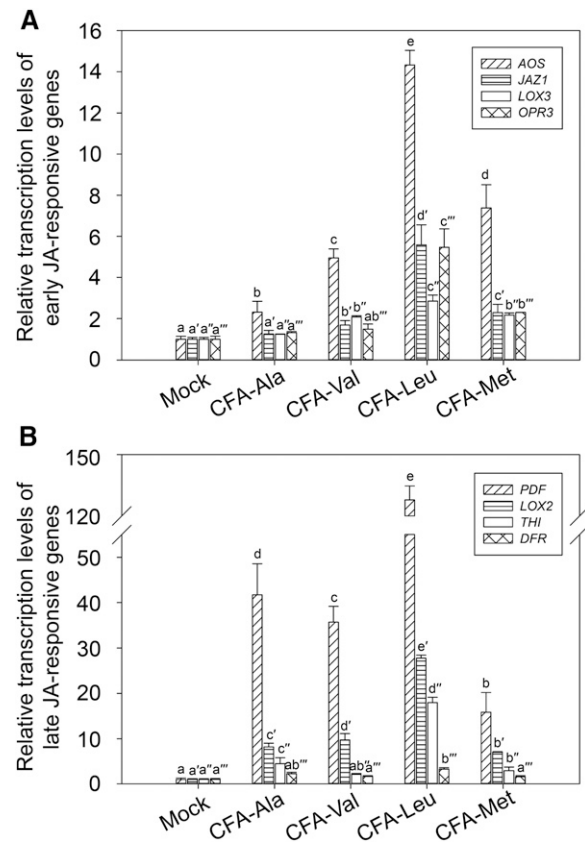 A
Relative transcription levels of
early JA-responsive genes
16
14
12
10
8
6
4
2
0
AOS
JAZ1
LOX3
OPR3
a a' a'' a'''
b a' a'' a'''
c b' b'' ab'''
e d' c'' c'''
d c' b'' b'''
Mock
CFA-Ala
CFA-Val
CFA-Leu
CFA-Met
B
Relative transcription levels of
late JA-responsive genes
150
120
50
40
30
20
10
0
PDF
LOX2
THI
DFR
a a' a'' a'''
d c' c'' ab'''
c d' ab'' a'''
e e' d'' b'''
b b' b'' a'''
Mock
CFA-Ala
CFA-Val
CFA-Leu
CFA-Met